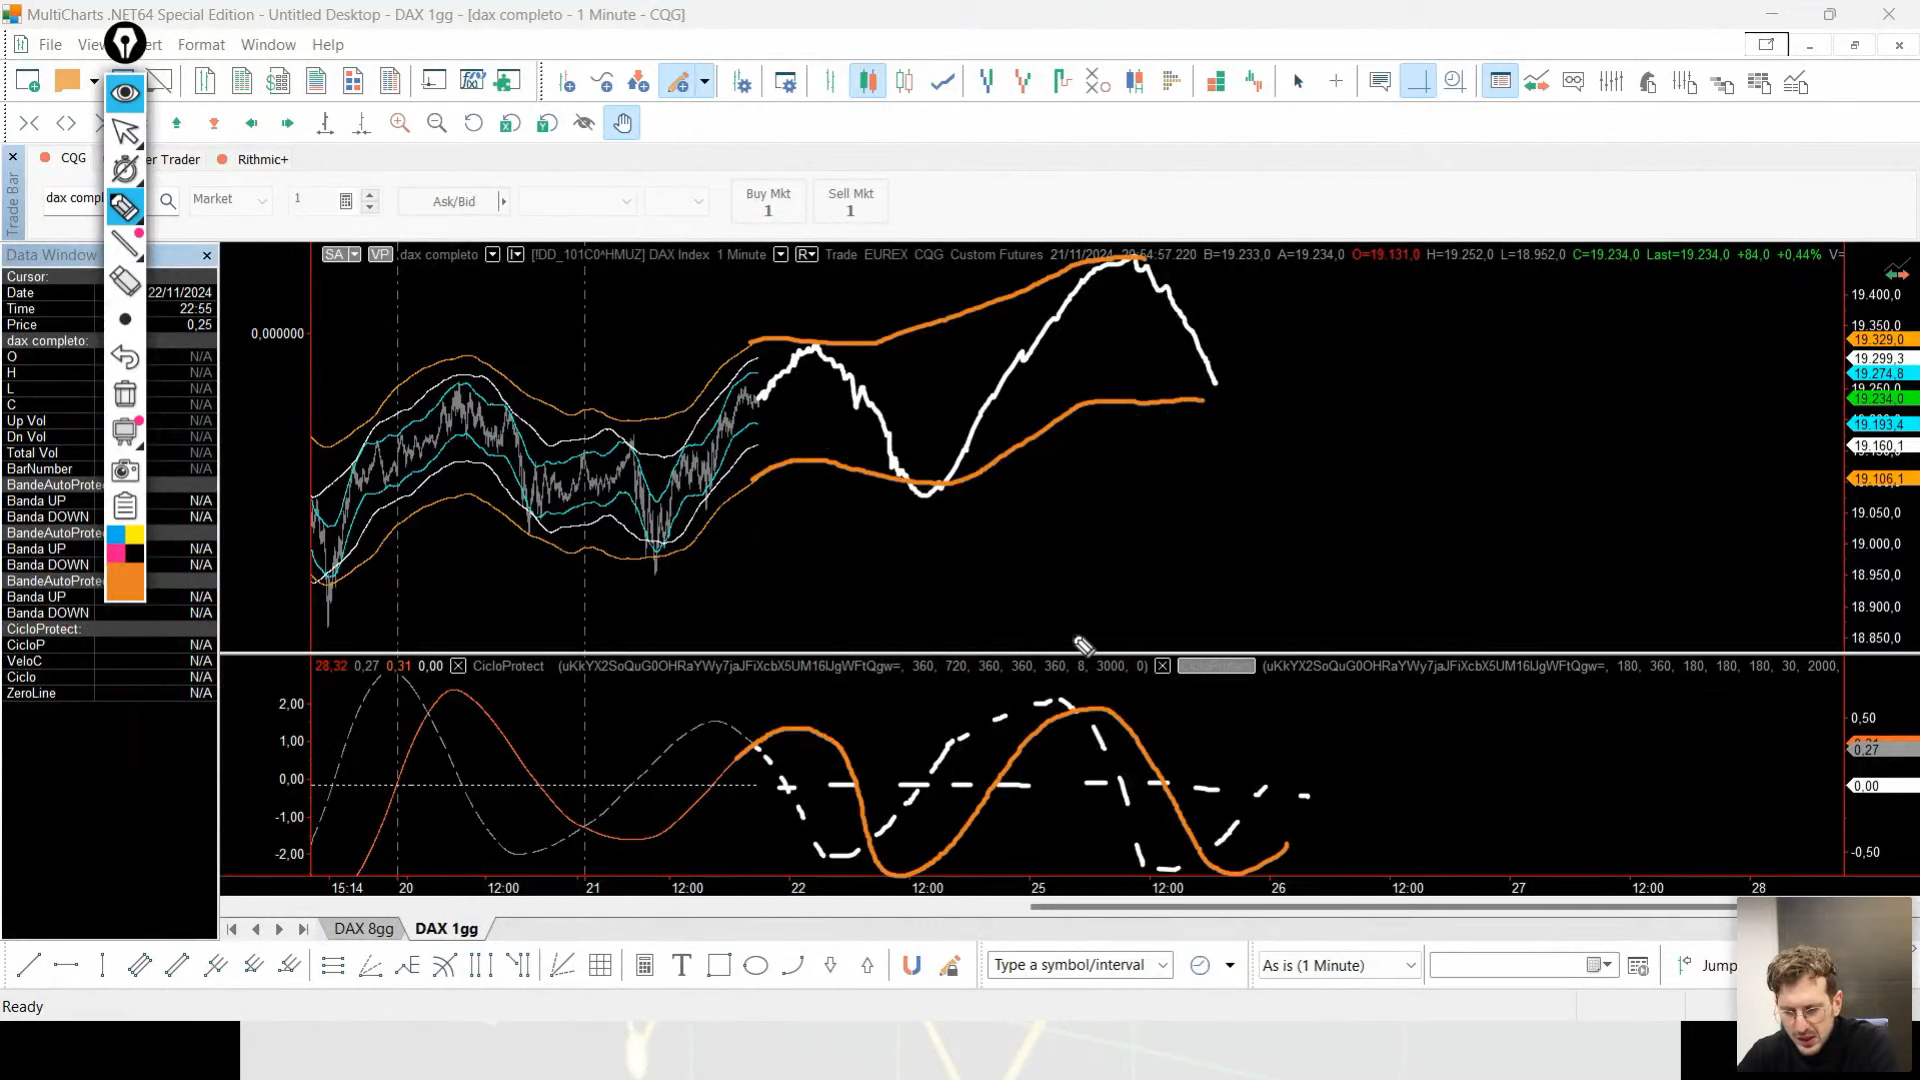 MultiCharts .NET64 Special Edition - Untitled Desktop - DAX 1gg - [dax completo - 1 Minute - CQG]
File Format Window Help
CQG er Trader Rithmic+
Trade Bar
dax compl Market 1 Ask/Bid Buy Mkt 1 Sell Mkt 1
Data Window
SA VP dax completo [!DD_101C0^HMUZ] DAX Index 1 Minute R Trade EUREX CQG Custom Futures 21/11/2024 B=19.233,0 A=19.234,0 O=19.131,0 H=19.252,0 L=18.952,0 C=19.234,0 Last=19.234,0 +84,0 +0,44% V=
Cursor:
Date 22/11/2024
Time 22:55
Price 0,25
dax completo:
O N/A
H N/A
L N/A
C N/A
Up Vol N/A
Dn Vol N/A
Total Vol N/A
BarNumber N/A
BandeAutoProte
Banda UP N/A
Banda DOWN N/A
BandeAutoProte
Banda UP N/A
Banda DOWN N/A
BandeAutoProte
Banda UP N/A
Banda DOWN N/A
CicloProtect:
CicloP N/A
VeloC N/A
Ciclo N/A
ZeroLine N/A
0,000000
19.400,0
19.350,0
19.329,0
19.299,3
19.274,8
19.234,0
19.193,4
19.160,1
19.106,1
19.050,0
19.000,0
18.950,0
18.900,0
18.850,0
28,32 0,27 0,31 0,00 CicloProtect 360, 720, 360, 360, 360, 8, 3000, 0) 180, 360, 180, 180, 180, 30, 2000,
2,00
1,00
0,00
-1,00
-2,00
0,50
0,27
0,00
-0,50
15:14 20 12:00 21 12:00 22 12:00 25 12:00 26 12:00 27 12:00 28
DAX 8gg DAX 1gg
Type a symbol/interval As is (1 Minute) Jump
Ready